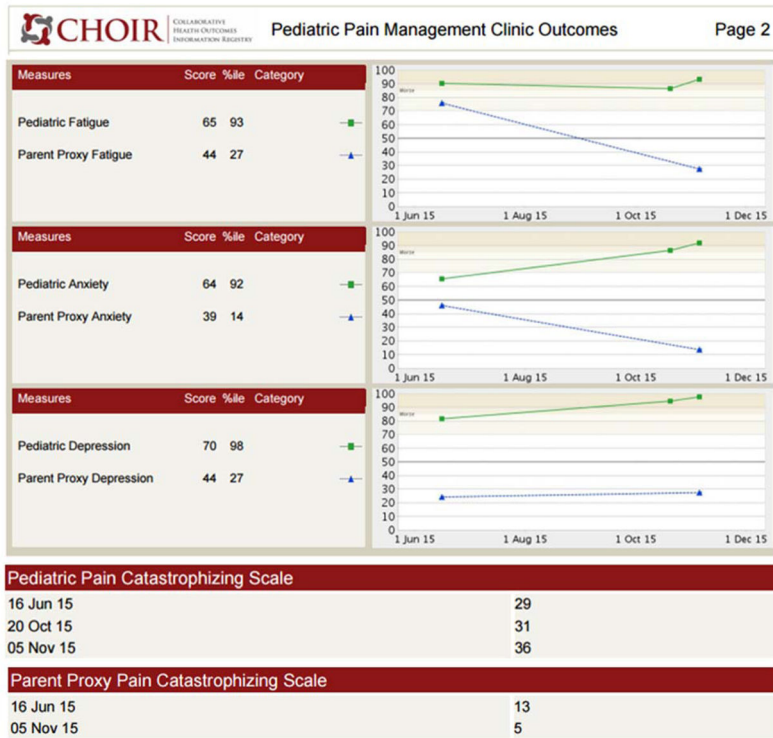 CHOIR
COLLABORATIVE
HEALTH OUTCOMES
INFORMATION REGISTRY
Pediatric Pain Management Clinic Outcomes
Page 2
Measures Score %ile Category
Pediatric Fatigue 65 93
Parent Proxy Fatigue 44 27
100
90
Worse
80
70
60
50
40
30
20
10
0
1 Jun 15 1 Aug 15 1 Oct 15 1 Dec 15
Measures Score %ile Category
Pediatric Anxiety 64 92
Parent Proxy Anxiety 39 14
100
90
Worse
80
70
60
50
40
30
20
10
0
1 Jun 15 1 Aug 15 1 Oct 15 1 Dec 15
Measures Score %ile Category
Pediatric Depression 70 98
Parent Proxy Depression 44 27
100
90
Worse
80
70
60
50
40
30
20
10
0
1 Jun 15 1 Aug 15 1 Oct 15 1 Dec 15
Pediatric Pain Catastrophizing Scale
16 Jun 15 29
20 Oct 15 31
05 Nov 15 36
Parent Proxy Pain Catastrophizing Scale
16 Jun 15 13
05 Nov 15 5